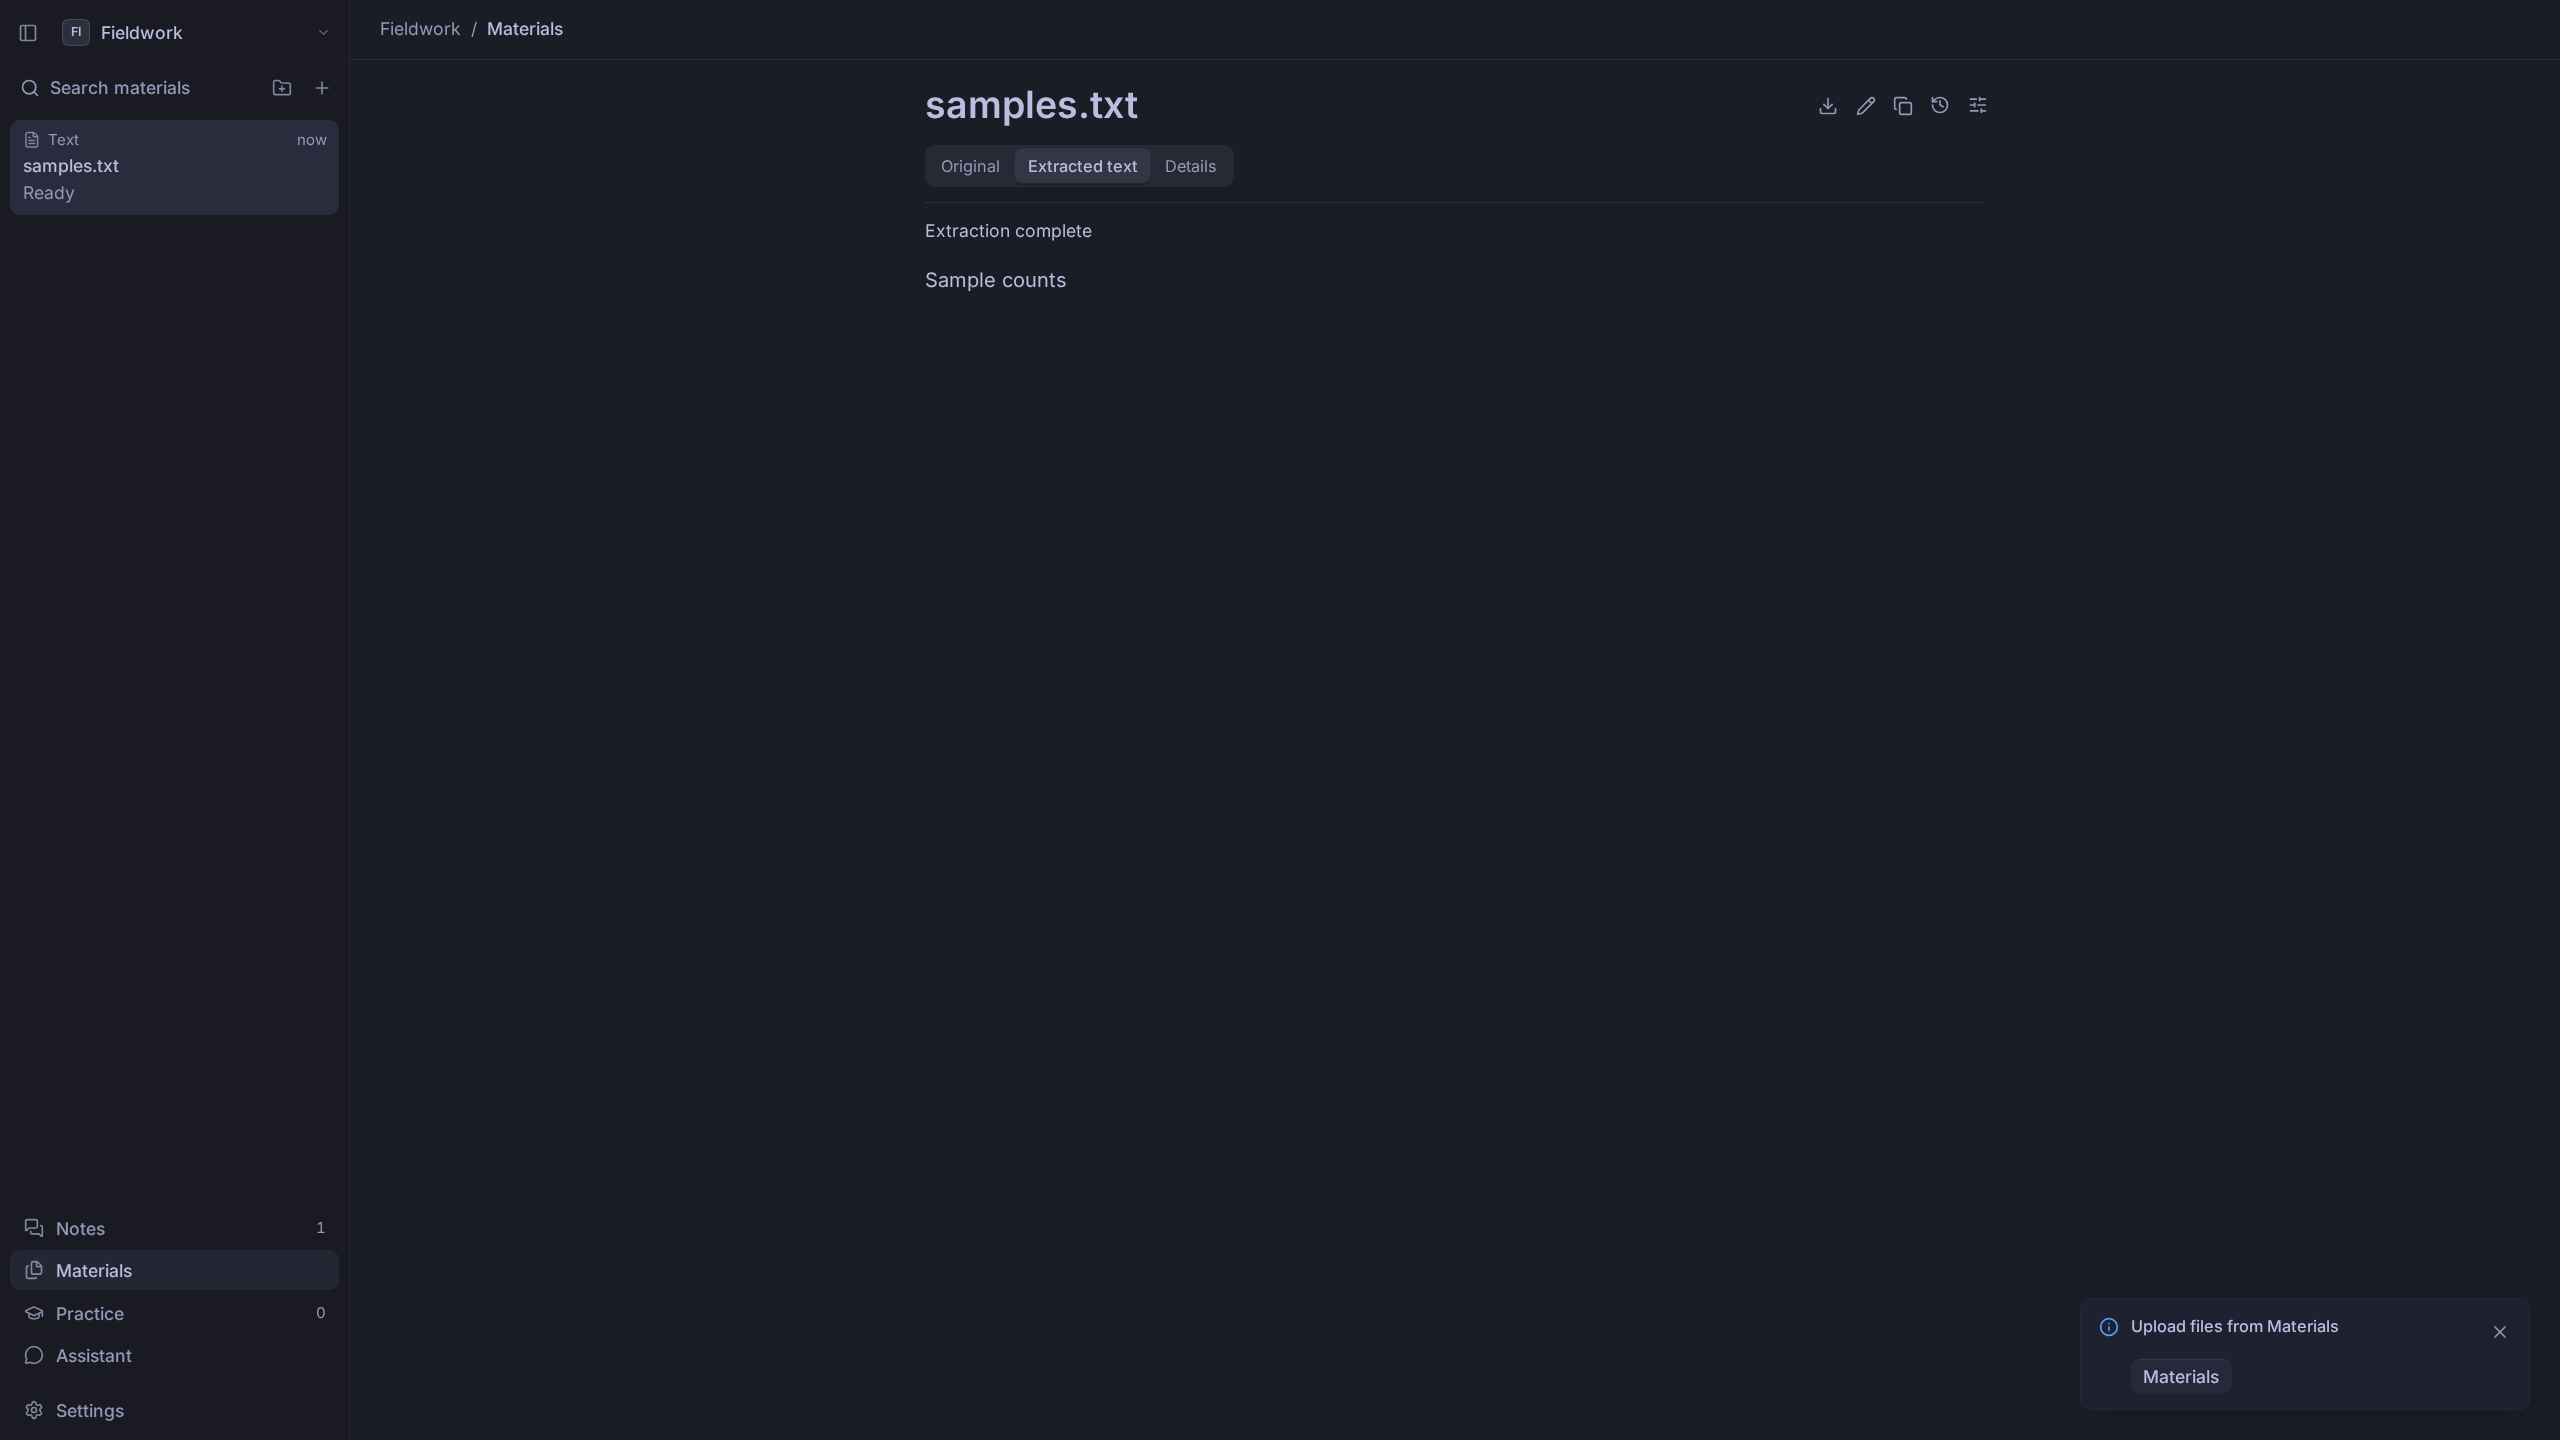 FI Fieldwork
Search materials
Text now
samples.txt
Ready
Notes 1
Materials
Practice 0
Assistant
Settings
Fieldwork / Materials
samples.txt
Original Extracted text Details
Extraction complete
Sample counts
Upload files from Materials
Materials